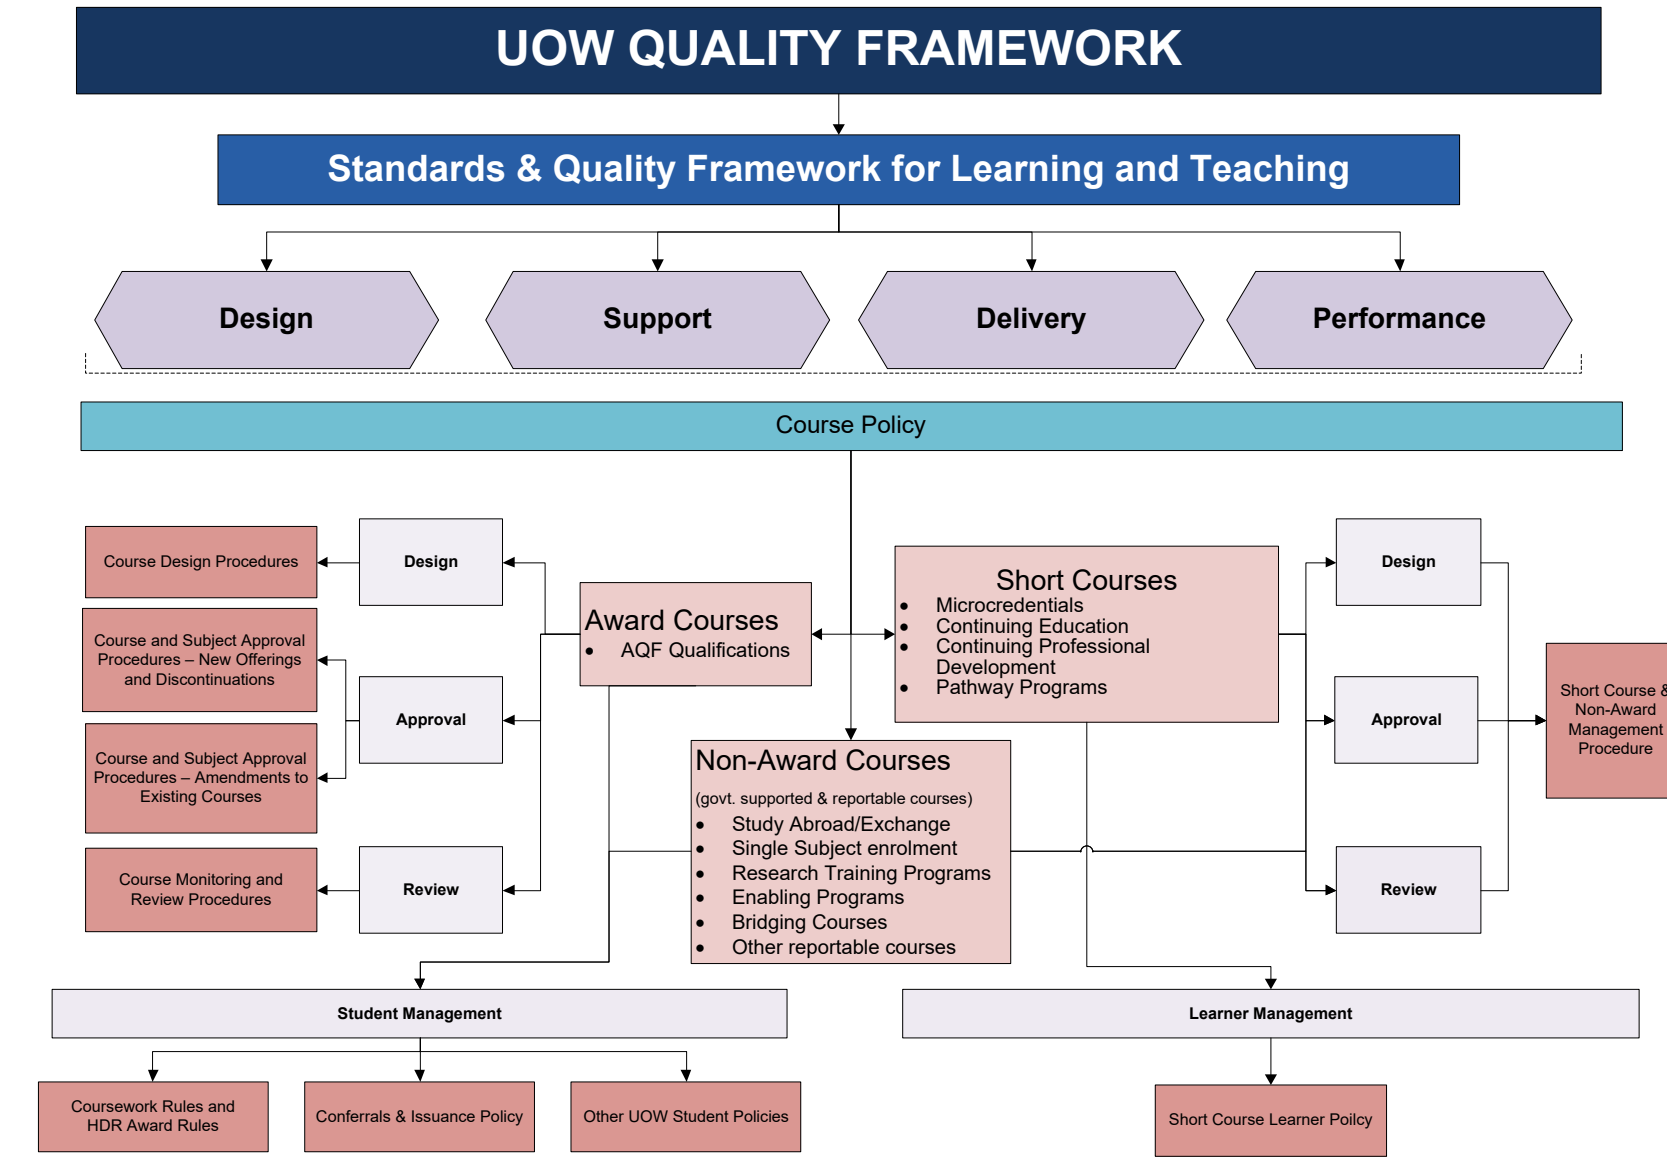 UOW QUALITY FRAMEWORK
Standards & Quality Framework for Learning and Teaching
Design
Support
Delivery
Performance
Course Policy
Course Design Procedures
Design
Course and Subject Approval
Procedures – New Offerings
and Discontinuations
Approval
Course and Subject Approval
Procedures – Amendments to
Existing Courses
Course Monitoring and
Review Procedures
Review
Award Courses
• AQF Qualifications
Short Courses
• Microcredentials
• Continuing Education
• Continuing Professional
Development
• Pathway Programs
Non-Award Courses
(govt. supported & reportable courses)
• Study Abroad/Exchange
• Single Subject enrolment
• Research Training Programs
• Enabling Programs
• Bridging Courses
• Other reportable courses
Design
Approval
Review
Short Course &
Non-Award
Management
Procedure
Student Management
Coursework Rules and
HDR Award Rules
Conferrals & Issuance Policy
Other UOW Student Policies
Learner Management
Short Course Learner Poilcy